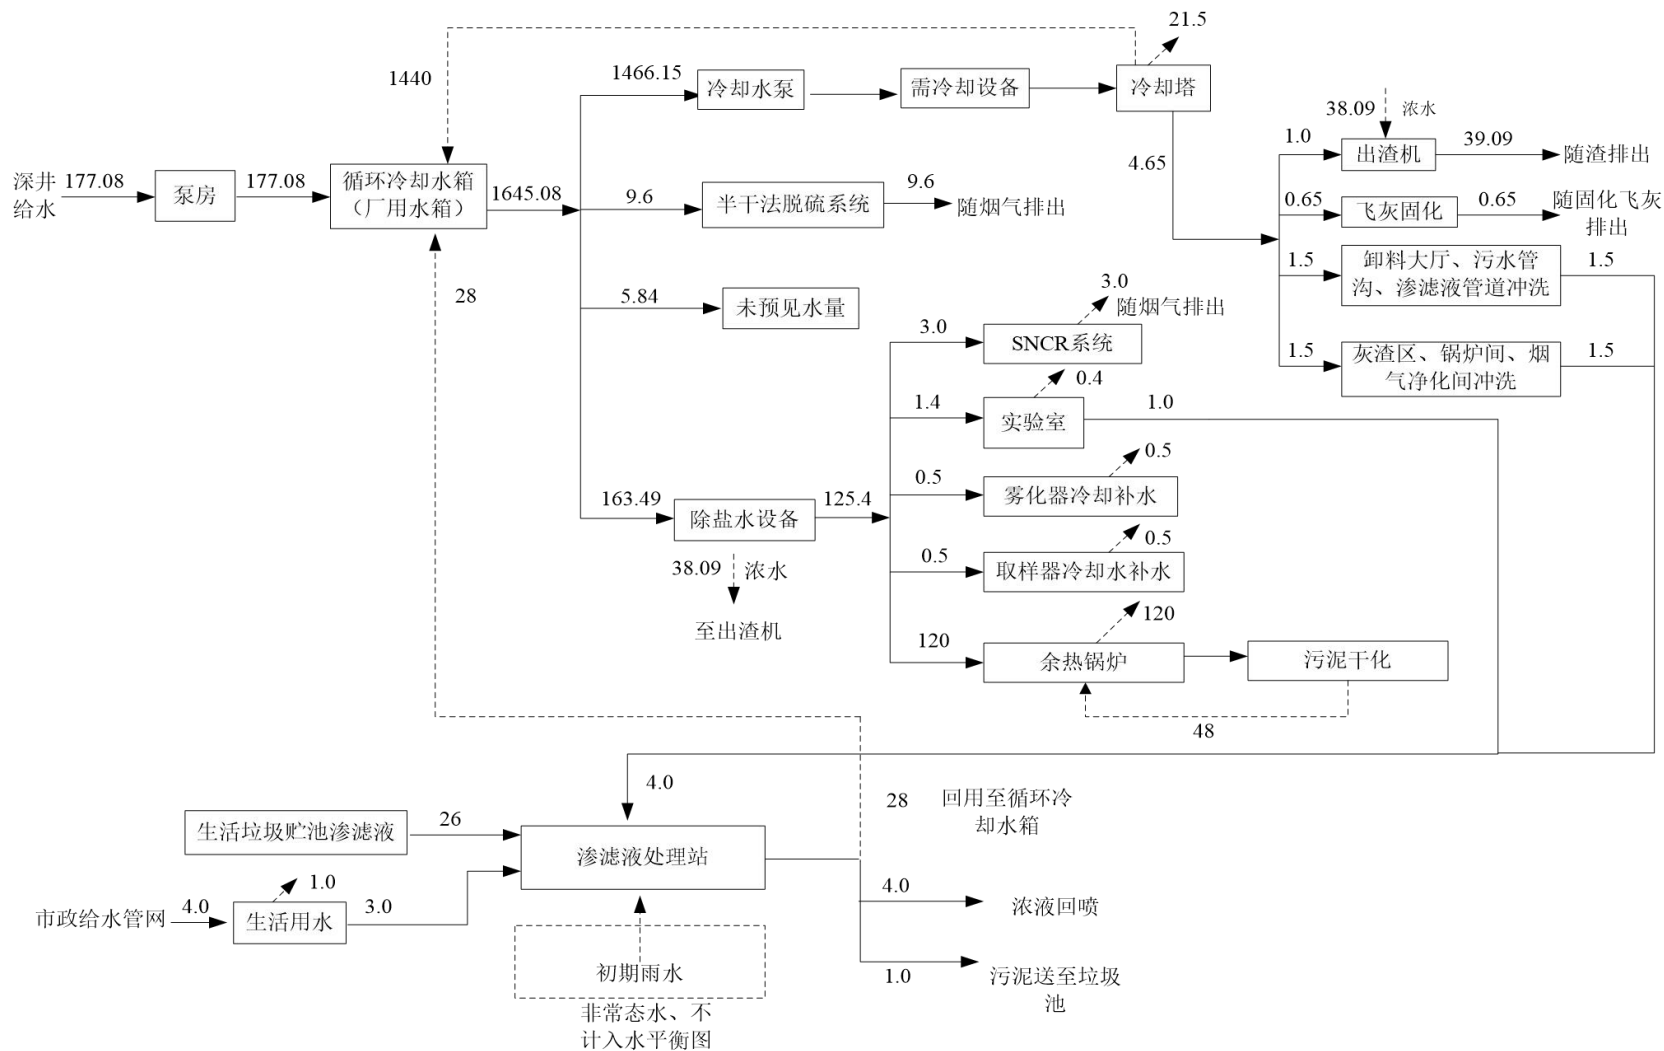 21.5
1440
1466.15
冷却水泵
需冷却设备
冷却塔
38.09
浓水
1.0
出渣机
39.09
随渣排出
4.65
深井
给水
177.08
泵房
177.08
循环冷却水箱
（厂用水箱）
1645.08
9.6
半干法脱硫系统
9.6
随烟气排出
0.65
飞灰固化
0.65
随固化飞灰
排出
1.5
卸料大厅、污水管
沟、渗滤液管道冲洗
1.5
28
5.84
未预见水量
3.0
随烟气排出
3.0
SNCR系统
1.5
灰渣区、锅炉间、烟
气净化间冲洗
1.5
0.4
1.4
实验室
1.0
0.5
0.5
雾化器冷却补水
163.49
除盐水设备
125.4
0.5
0.5
取样器冷却水补水
38.09
浓水
至出渣机
120
120
余热锅炉
污泥干化
48
4.0
28
回用至循环冷
却水箱
生活垃圾贮池渗滤液
26
渗滤液处理站
1.0
市政给水管网
4.0
生活用水
3.0
4.0
浓液回喷
初期雨水
1.0
污泥送至垃圾
池
非常态水、不
计入水平衡图